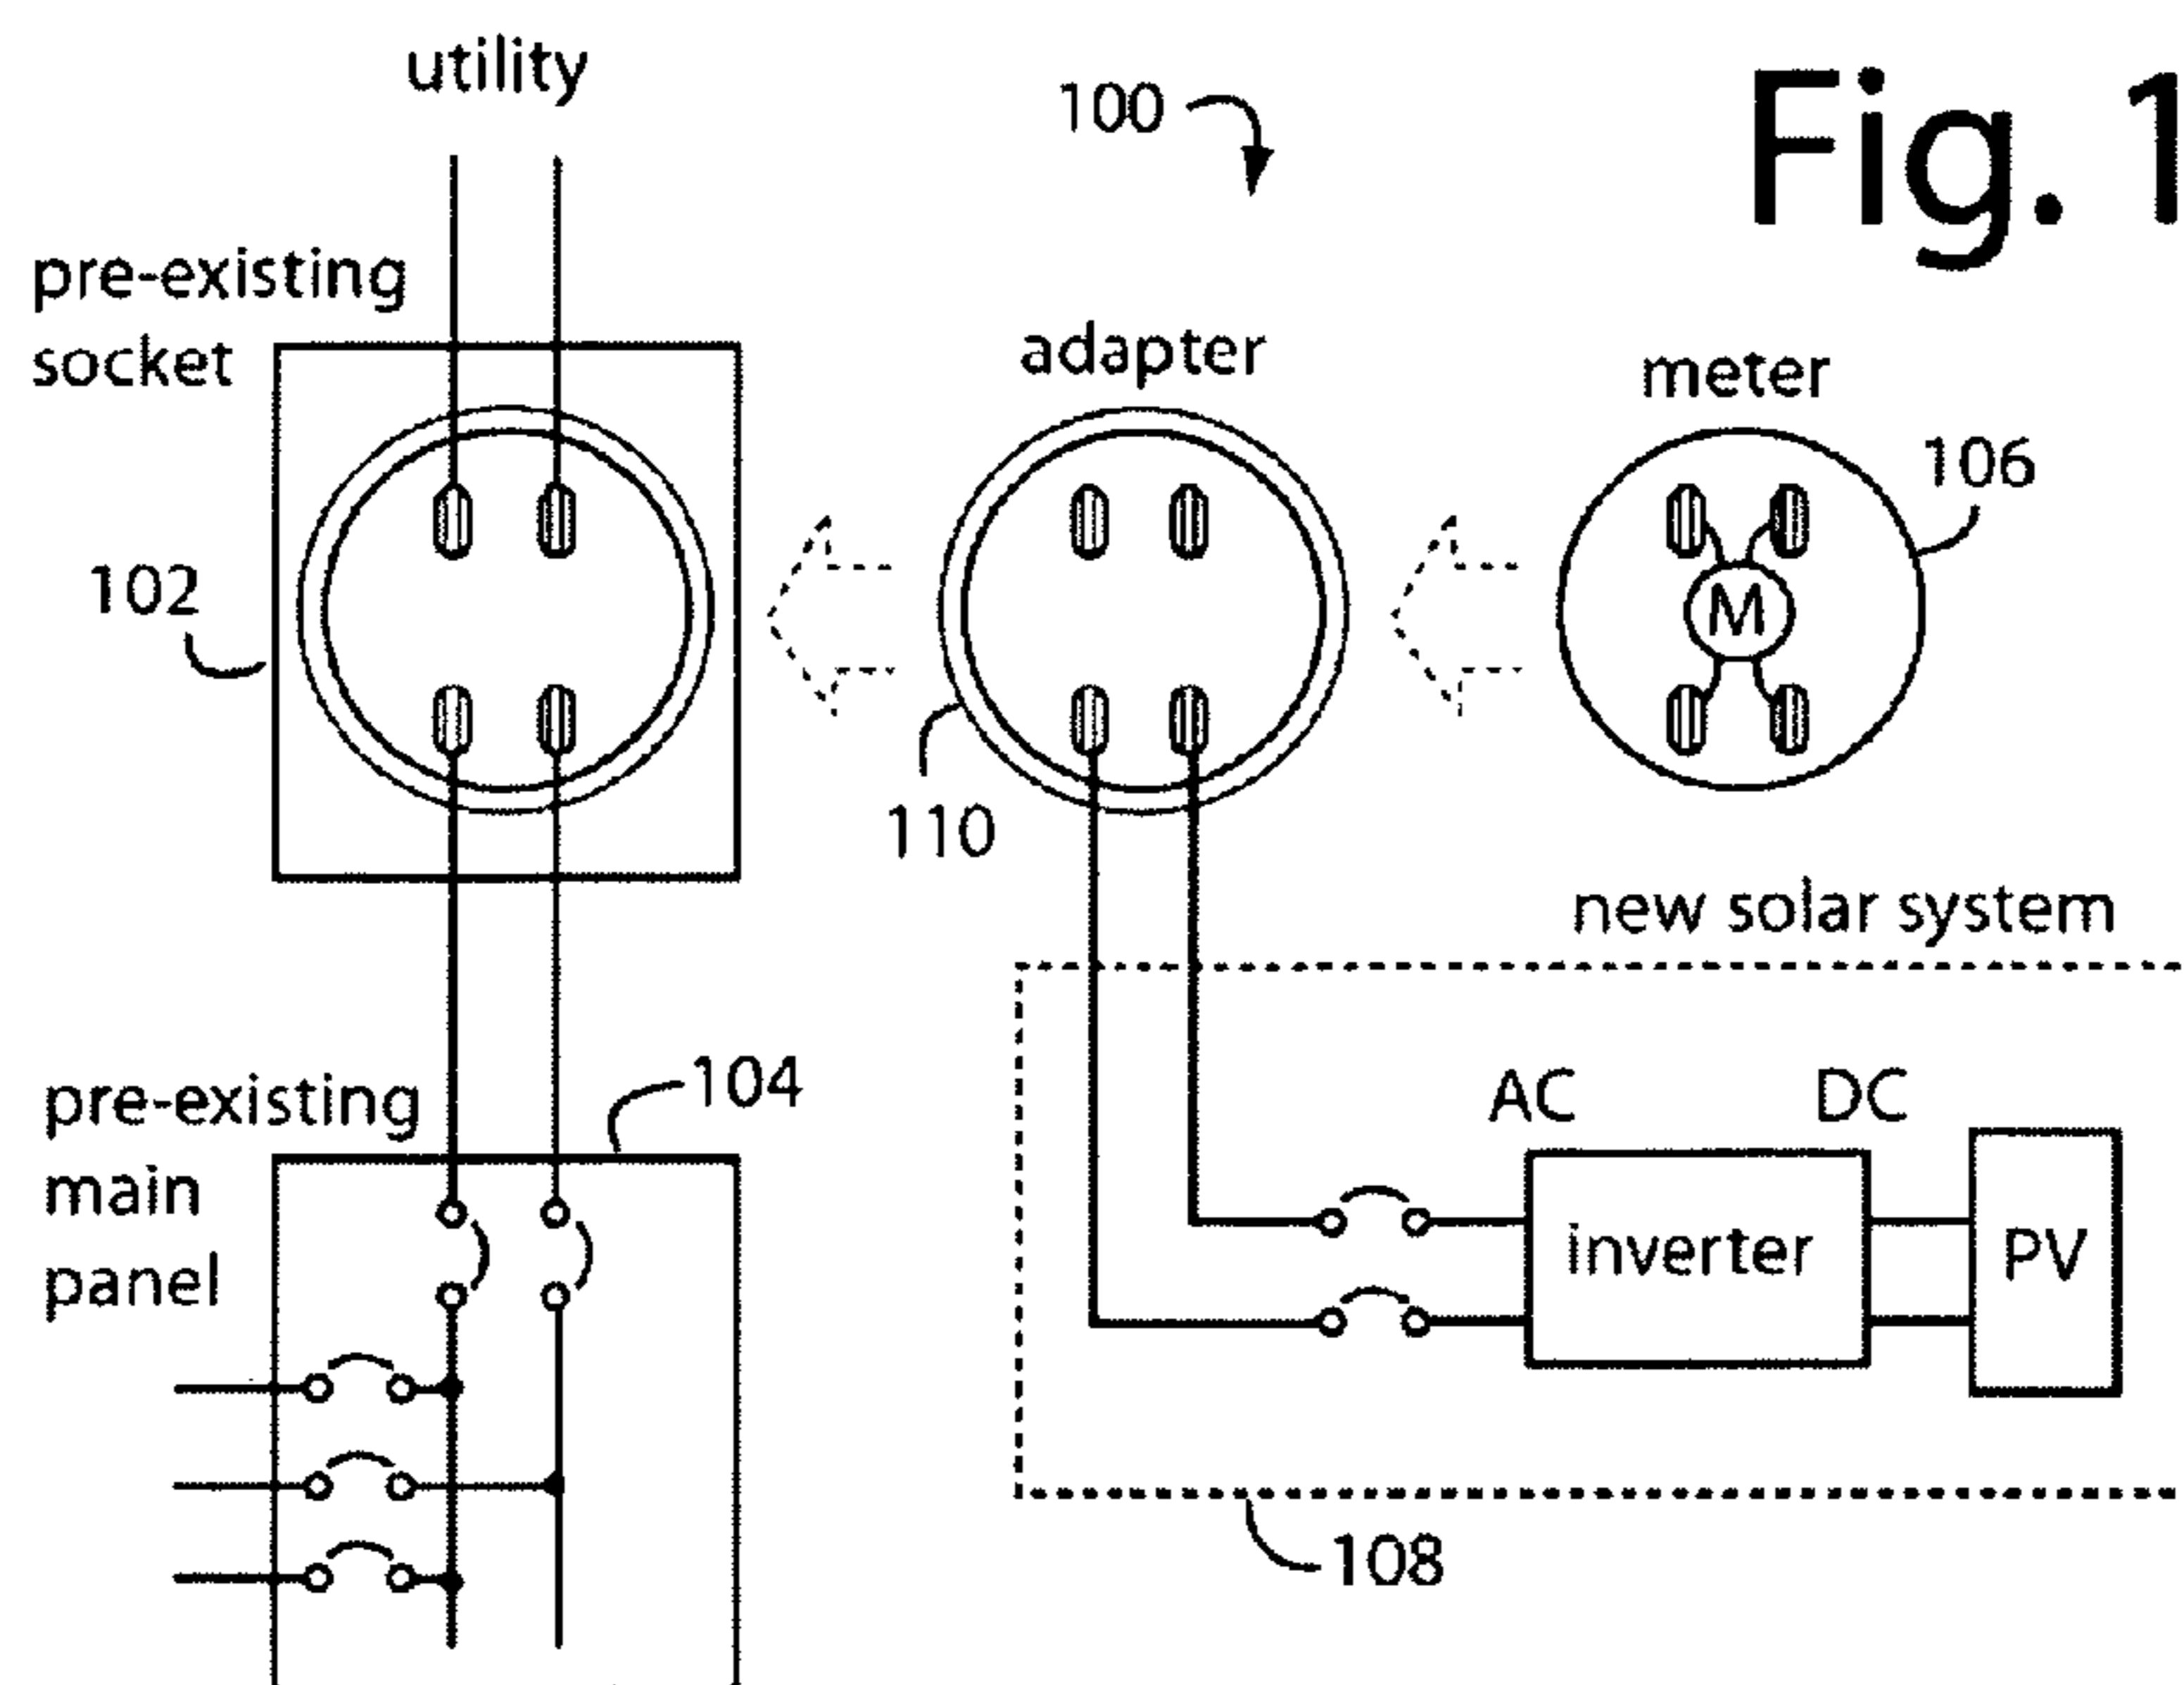 utility
100
Fig. 1
pre-existing
socket
adapter
meter
106
102
M
110
new solar system
pre-existing
main
panel
104
AC
DC
inverter
PV
108